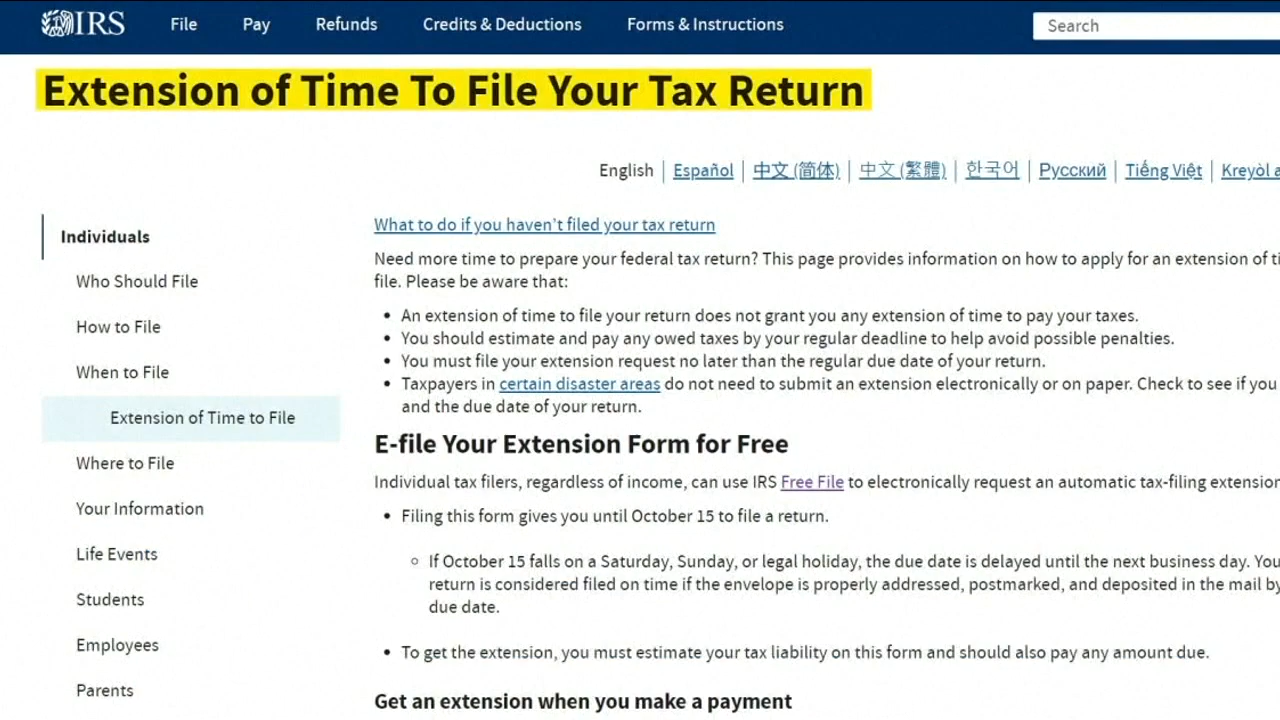 IRS File Pay Refunds Credits & Deductions Forms & Instructions Search
Extension of Time To File Your Tax Return
English Español 中文 (简体) 中文 (繁體) 한국어 Русский Tiếng Việt Kreyòl a
Individuals
Who Should File
How to File
When to File
Extension of Time to File
Where to File
Your Information
Life Events
Students
Employees
Parents
What to do if you haven't filed your tax return
Need more time to prepare your federal tax return? This page provides information on how to apply for an extension of ti
file. Please be aware that:
• An extension of time to file your return does not grant you any extension of time to pay your taxes.
• You should estimate and pay any owed taxes by your regular deadline to help avoid possible penalties.
• You must file your extension request no later than the regular due date of your return.
• Taxpayers in certain disaster areas do not need to submit an extension electronically or on paper. Check to see if you
and the due date of your return.
E-file Your Extension Form for Free
Individual tax filers, regardless of income, can use IRS Free File to electronically request an automatic tax-filing extension
• Filing this form gives you until October 15 to file a return.
◦ If October 15 falls on a Saturday, Sunday, or legal holiday, the due date is delayed until the next business day. You
return is considered filed on time if the envelope is properly addressed, postmarked, and deposited in the mail by
due date.
• To get the extension, you must estimate your tax liability on this form and should also pay any amount due.
Get an extension when you make a payment